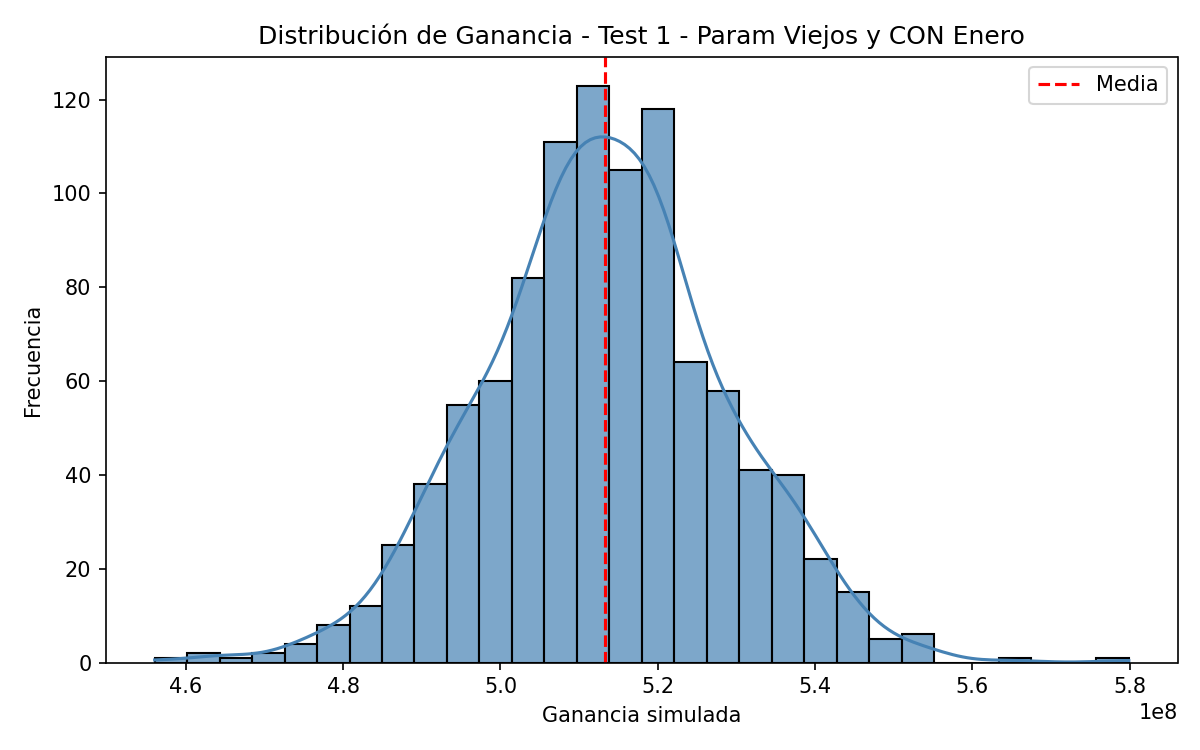 Distribución de Ganancia - Test 1 - Param Viejos y CON Enero
Media
Frecuencia
120
100
80
60
40
20
0
4.6 4.8 5.0 5.2 5.4 5.6 5.8
1e8
Ganancia simulada